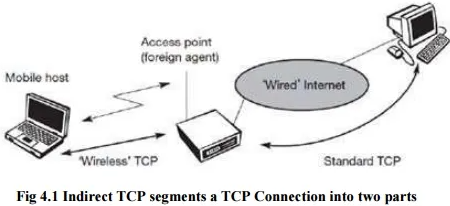 Access point
(foreign agent)
Mobile host
'Wired' Internet
'Wireless' TCP
Standard TCP
Fig 4.1 Indirect TCP segments a TCP Connection into two parts